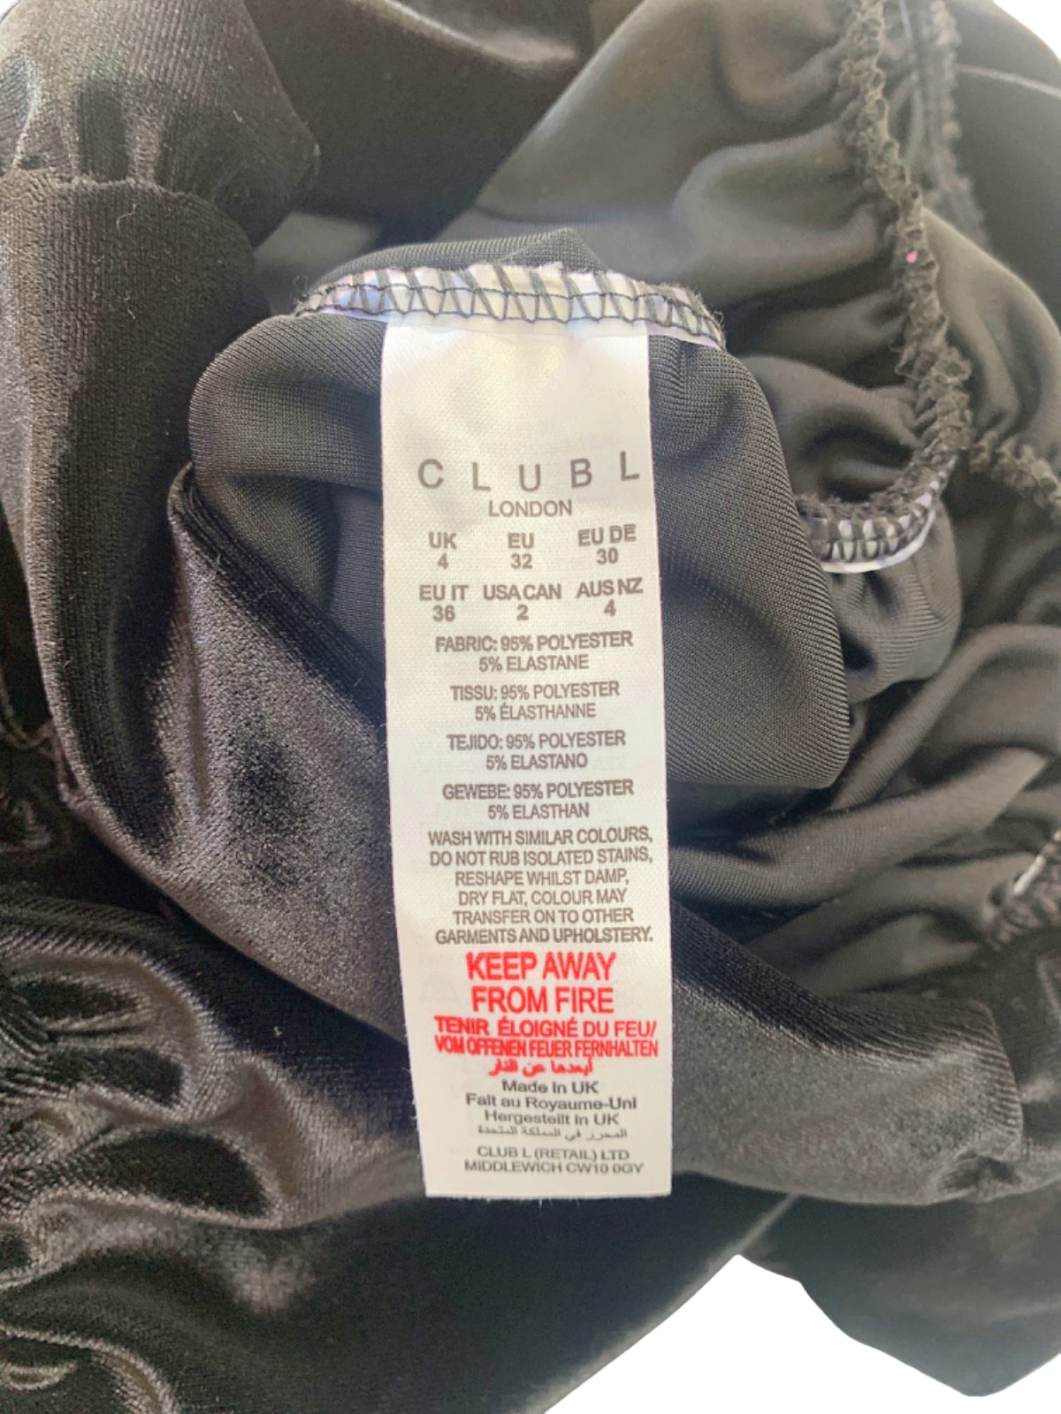 CLUB L
LONDON
UK EU EU DE
4 32 30
EU IT USA CAN AUS NZ
36 2 4
FABRIC: 95% POLYESTER
5% ELASTANE
TISSU: 95% POLYESTER
5% ÉLASTHANNE
TEJIDO: 95% POLYESTER
5% ELASTANO
GEWEBE: 95% POLYESTER
5% ELASTHAN
WASH WITH SIMILAR COLOURS,
DO NOT RUB ISOLATED STAINS,
RESHAPE WHILST DAMP,
DRY FLAT, COLOUR MAY
TRANSFER ON TO OTHER
GARMENTS AND UPHOLSTERY.
KEEP AWAY
FROM FIRE
TENIR ÉLOIGNÉ DU FEU/
VOM OFFENEN FEUER FERNHALTEN
أبعدها عن النار
Made In UK
Fait au Royaume-Uni
Hergestellt in UK
في المملكة المتحدة
CLUB L (RETAIL) LTD
MIDDLEWICH CW10 0GY